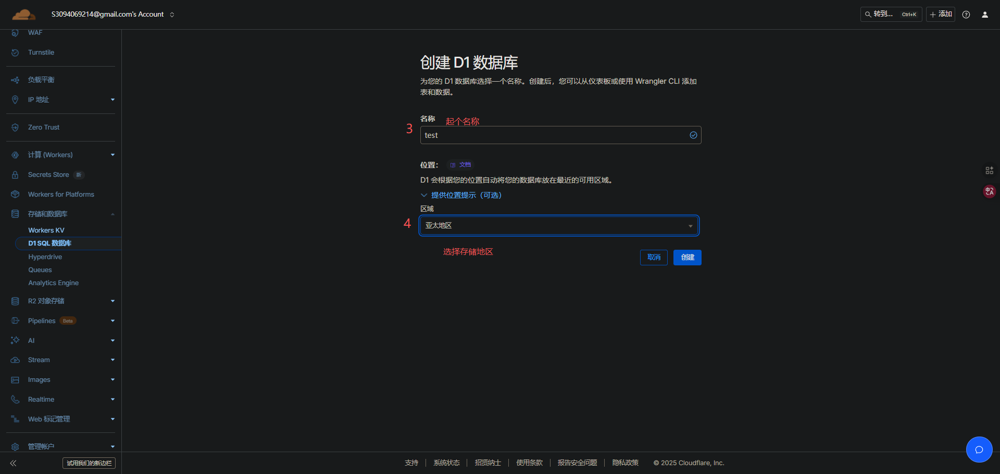 S3094069214@gmail.com's Account
转到... Ctrl+K
添加
WAF
Turnstile
负载平衡
IP 地址
Zero Trust
计算 (Workers)
Secrets Store 新
Workers for Platforms
存储和数据库
Workers KV
D1 SQL 数据库
Hyperdrive
Queues
Analytics Engine
R2 对象存储
Pipelines Beta
AI
Stream
Images
Realtime
Web 标记管理
管理帐户
试用我们的新边栏
创建 D1 数据库
为您的 D1 数据库选择一个名称。创建后，您可以从仪表板或使用 Wrangler CLI 添加
表和数据。
名称 起个名称
3
test
位置： 文档
D1 会根据您的位置自动将您的数据库放在最近的可用区域。
提供位置提示（可选）
区域
4
亚太地区
选择存储地区
取消 创建
中A
支持 系统状态 招贤纳士 使用条款 报告安全问题 隐私政策 © 2025 Cloudflare, Inc.